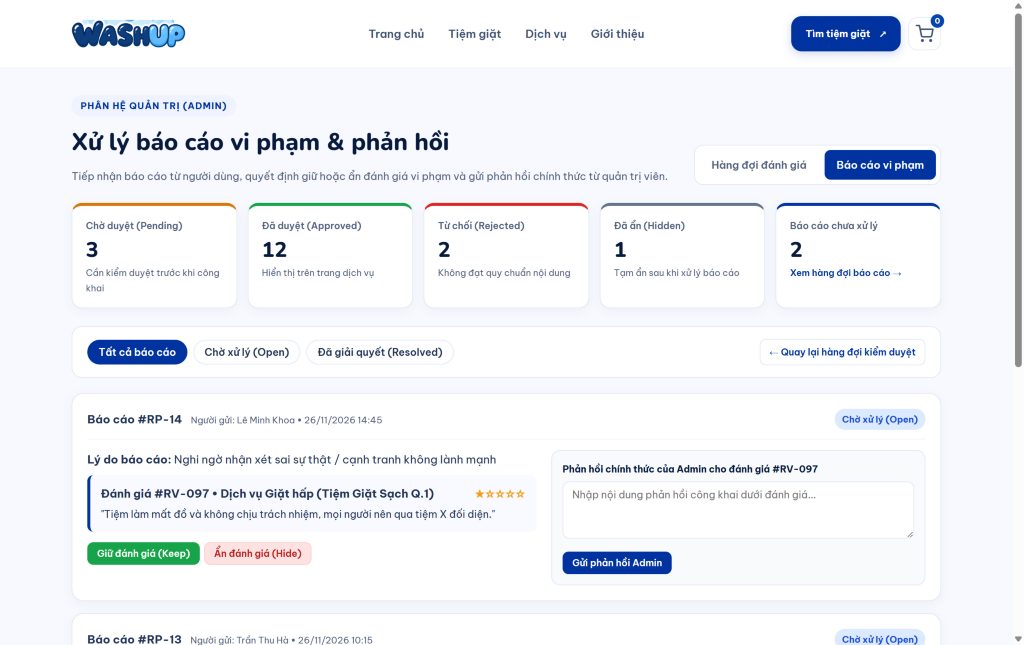 WASHUP
Trang chủ
Tiệm giặt
Dịch vụ
Giới thiệu
Tìm tiệm giặt ↗
0
PHÂN HỆ QUẢN TRỊ (ADMIN)
Xử lý báo cáo vi phạm & phản hồi
Tiếp nhận báo cáo từ người dùng, quyết định giữ hoặc ẩn đánh giá vi phạm và gửi phản hồi chính thức từ quản trị viên.
Hàng đợi đánh giá
Báo cáo vi phạm
Chờ duyệt (Pending)
3
Cần kiểm duyệt trước khi công
khai
Đã duyệt (Approved)
12
Hiển thị trên trang dịch vụ
Từ chối (Rejected)
2
Không đạt quy chuẩn nội dung
Đã ẩn (Hidden)
1
Tạm ẩn sau khi xử lý báo cáo
Báo cáo chưa xử lý
2
Xem hàng đợi báo cáo →
Tất cả báo cáo
Chờ xử lý (Open)
Đã giải quyết (Resolved)
← Quay lại hàng đợi kiểm duyệt
Báo cáo #RP-14 Người gửi: Lê Minh Khoa • 26/11/2026 14:45
Chờ xử lý (Open)
Lý do báo cáo: Nghi ngờ nhận xét sai sự thật / cạnh tranh không lành mạnh
Đánh giá #RV-097 • Dịch vụ Giặt hấp (Tiệm Giặt Sạch Q.1) ★☆☆☆☆
"Tiệm làm mất đồ và không chịu trách nhiệm, mọi người nên qua tiệm X đối diện."
Giữ đánh giá (Keep)
Ẩn đánh giá (Hide)
Phản hồi chính thức của Admin cho đánh giá #RV-097
Nhập nội dung phản hồi công khai dưới đánh giá...
Gửi phản hồi Admin
Báo cáo #RP-13 Người gửi: Trần Thu Hà • 26/11/2026 10:15
Chờ xử lý (Open)